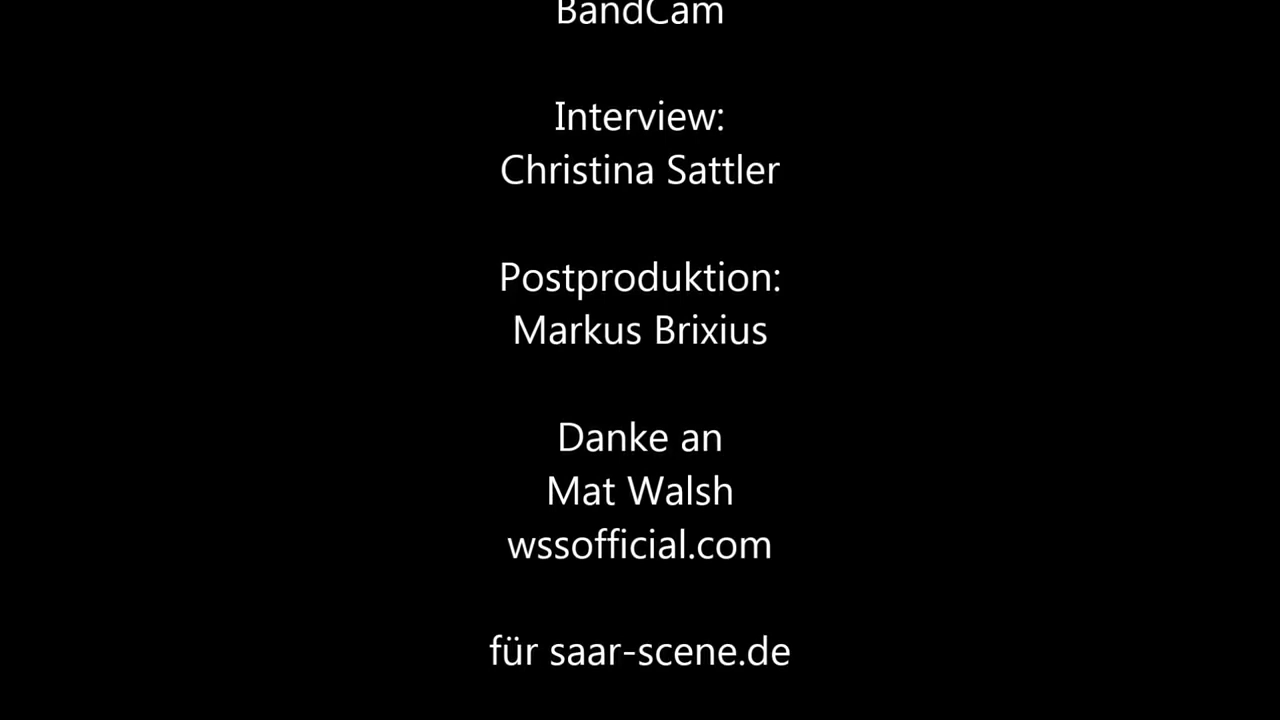 BandCam
Interview:
Christina Sattler
Postproduktion:
Markus Brixius
Danke an
Mat Walsh
wssofficial.com
für saar-scene.de